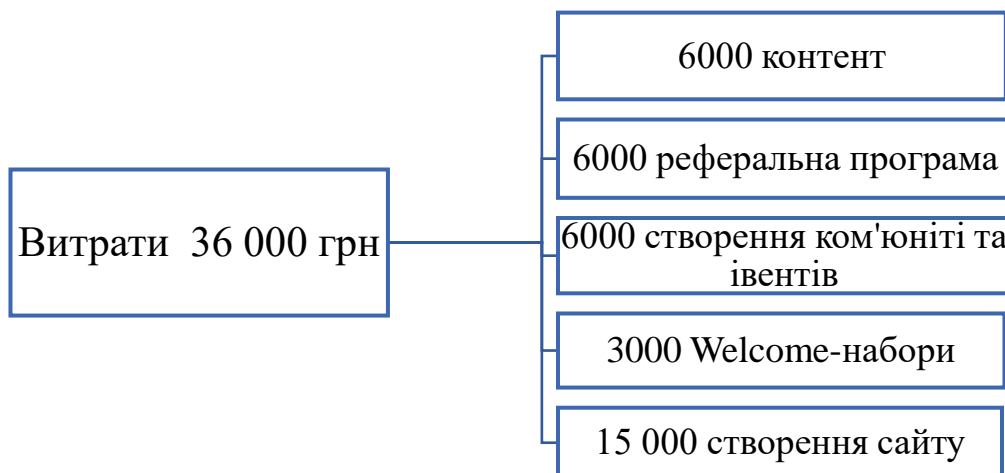 Витрати 36 000 грн
6000 контент
6000 реферальна програма
6000 створення ком'юніті та
івентів
3000 Welcome-набори
15 000 створення сайту